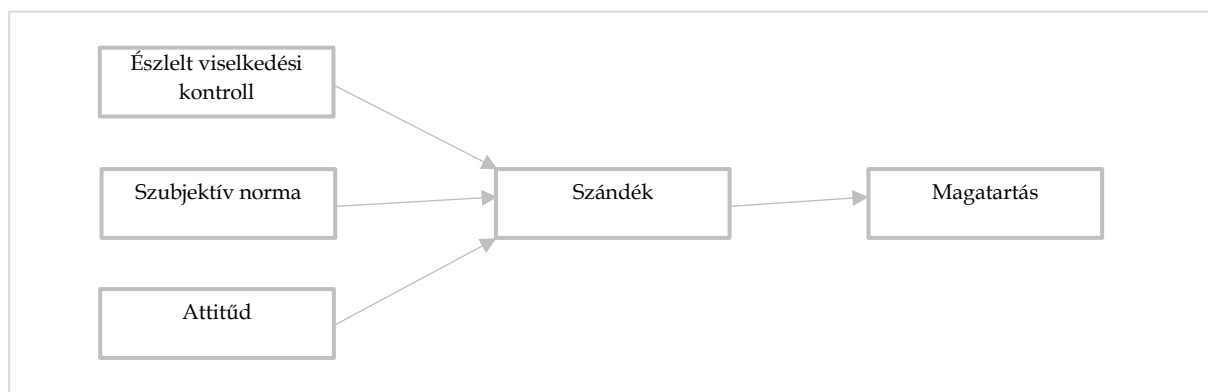 Észlelt viselkedési
kontroll
Szubjektív norma
Szándék
Magatartás
Attitűd